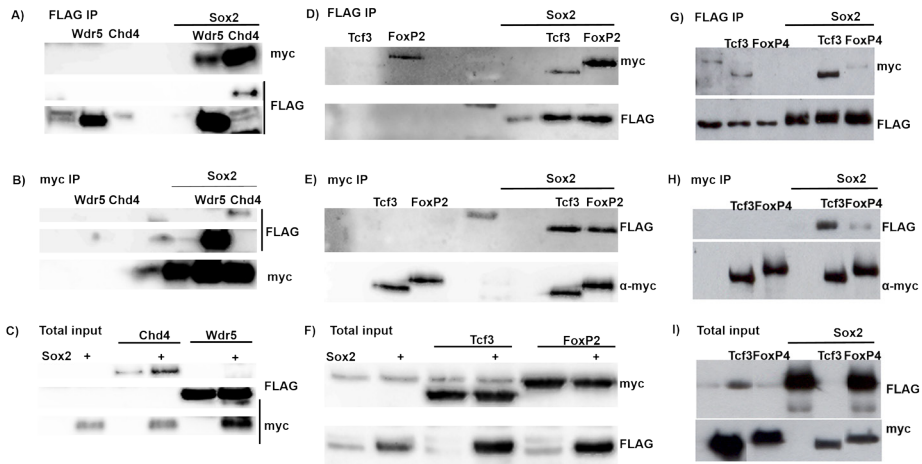 A) FLAG IP
Sox2
Wdr5 Chd4 Wdr5 Chd4
myc
FLAG
B) myc IP
Sox2
Wdr5 Chd4 Wdr5 Chd4
FLAG
myc
C) Total input
Chd4 Wdr5
Sox2 + + +
FLAG
myc
D) FLAG IP
Sox2
Tcf3 FoxP2 Tcf3 FoxP2
myc
FLAG
E) myc IP
Sox2
Tcf3 FoxP2 Tcf3 FoxP2
FLAG
α-myc
F) Total input
Tcf3 FoxP2
Sox2 + + +
myc
FLAG
G) FLAG IP
Sox2
Tcf3 FoxP4 Tcf3 FoxP4
myc
FLAG
H) myc IP
Sox2
Tcf3FoxP4 Tcf3 FoxP4
FLAG
α-myc
I) Total input
Sox2
Tcf3FoxP4 Tcf3 FoxP4
FLAG
myc